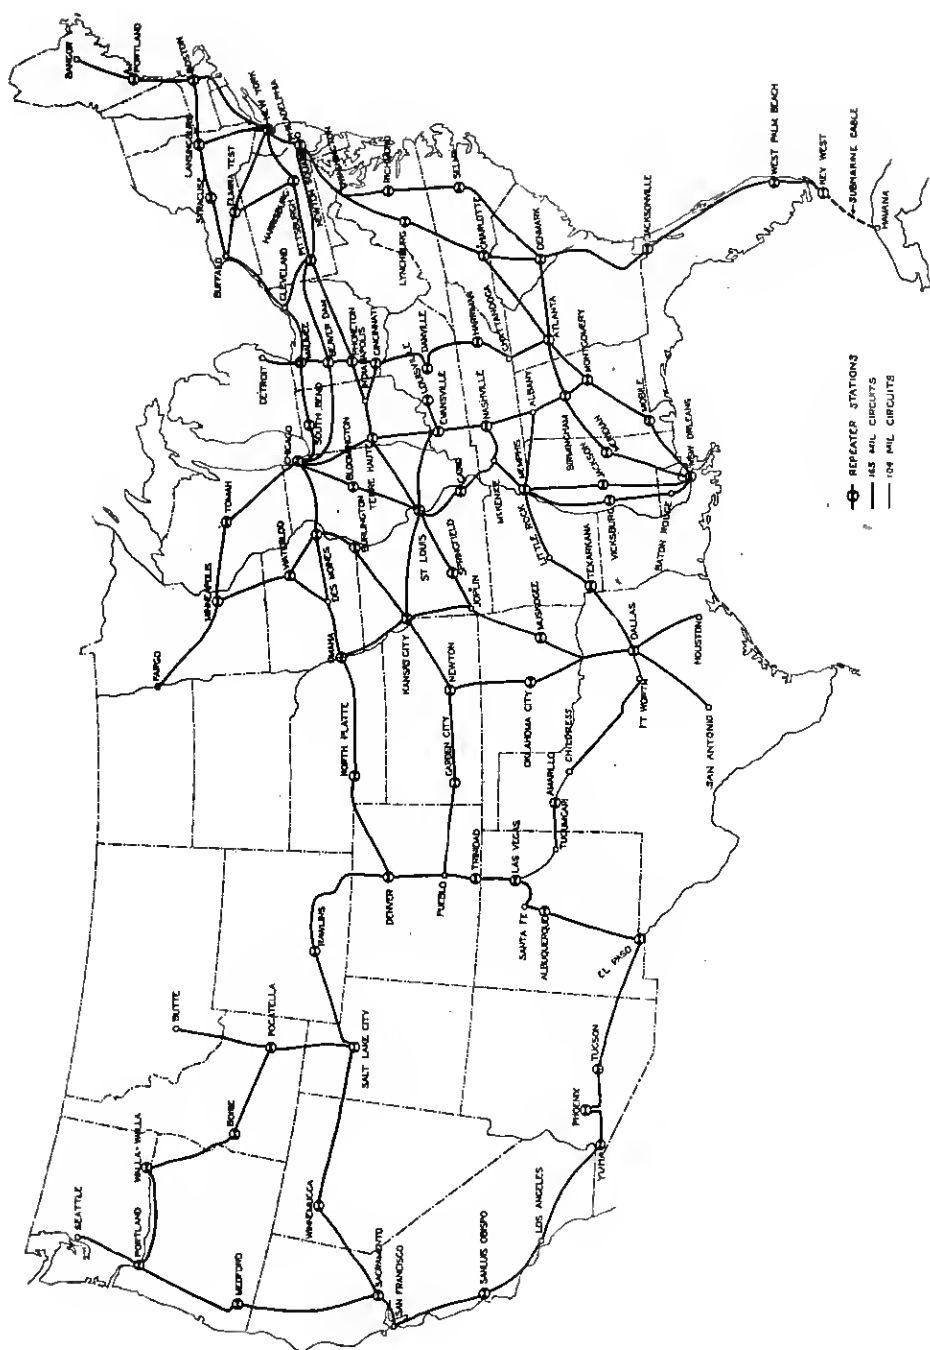 BANGOR
PORTLAND
BOSTON
LANSINGBURG
NEW YORK
PHILADELPHIA
SYRACUSE
ELMIRA TEST
HARRISBURG
PITTSBURGH
BUFFALO
CLEVELAND
WASHINGTON
RICHMOND
SELMA
LYNCHBURG
CHARLOTTE
DENMARK
JACKSONVILLE
WEST PALM BEACH
KEY WEST
SUBMARINE CABLE
HAVANA
DETROIT
MAUMEE
BEAVER DAM
PHONETON
INDIANAPOLIS
CINCINNATI
LOUISVILLE
DANVILLE
HARRIMAN
CHATTANOOGA
ATLANTA
MONTGOMERY
SOUTH BEND
CHICAGO
BLOOMINGTON
TERRE HAUTE
EVANSVILLE
NASHVILLE
ALBANY
BIRMINGHAM
MOBILE
NEW ORLEANS
TOMAH
CAIRO
MEMPHIS
JACKSON
VICKSBURG
BATON ROUGE
MINNEAPOLIS
WATERLOO
DES MOINES
BURLINGTON
ST LOUIS
SPRINGFIELD
JOPLIN
LITTLE ROCK
TEXARKANA
MUSKOGEE
DALLAS
HOUSTON
FARGO
OMAHA
KANSAS CITY
NEWTON
OKLAHOMA CITY
FT WORTH
SAN ANTONIO
NORTH PLATTE
GARDEN CITY
AMARILLO
CHILDRESS
TUCUMCARI
DENVER
PUEBLO
TRINIDAD
LAS VEGAS
SANTA FE
ALBUQUERQUE
EL PASO
RAWLINS
BUTTE
POCATELLA
SALT LAKE CITY
TUCSON
PHOENIX
YUMA
BOISE
WALLA-WALLA
SEATTLE
PORTLAND
MEDFORD
WINNEMUCCA
SACRAMENTO
SAN FRANCISCO
SAN LUIS OBISPO
LOS ANGELES
REPEATER STATIONS
165 MIL CIRCUITS
104 MIL CIRCUITS